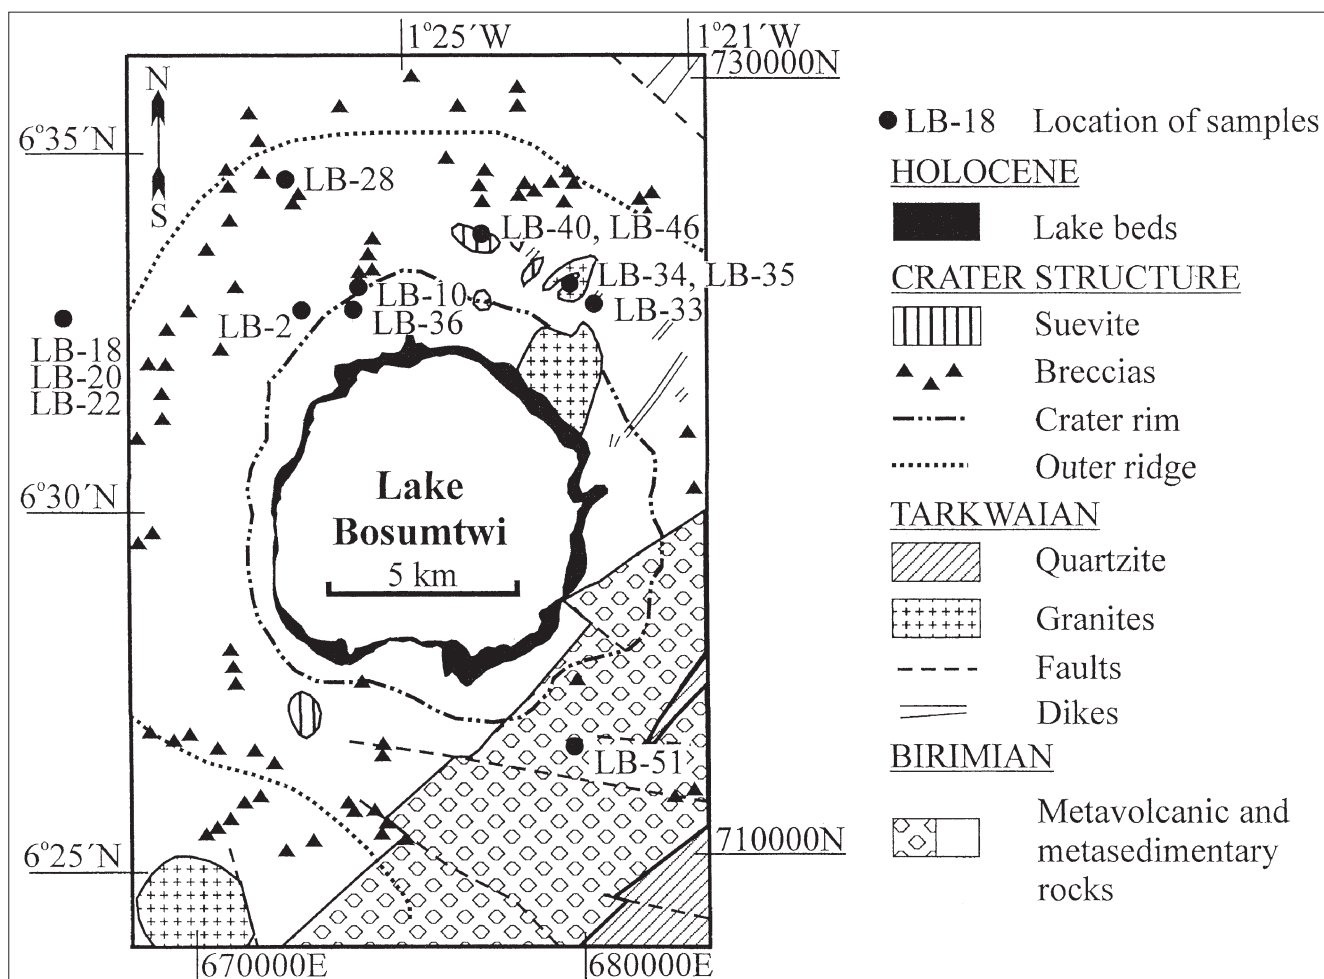 1°25´W
1°21´W
730000N
N
6°35´N
S
LB-28
LB-40, LB-46
LB-34, LB-35
LB-10
LB-33
LB-2
LB-36
LB-18
LB-20
LB-22
Lake
Bosumtwi
6°30´N
5 km
LB-51
710000N
6°25´N
670000E
680000E
LB-18 Location of samples
HOLOCENE
Lake beds
CRATER STRUCTURE
Suevite
Breccias
Crater rim
Outer ridge
TARKWAIAN
Quartzite
Granites
Faults
Dikes
BIRIMIAN
Metavolcanic and
metasedimentary
rocks